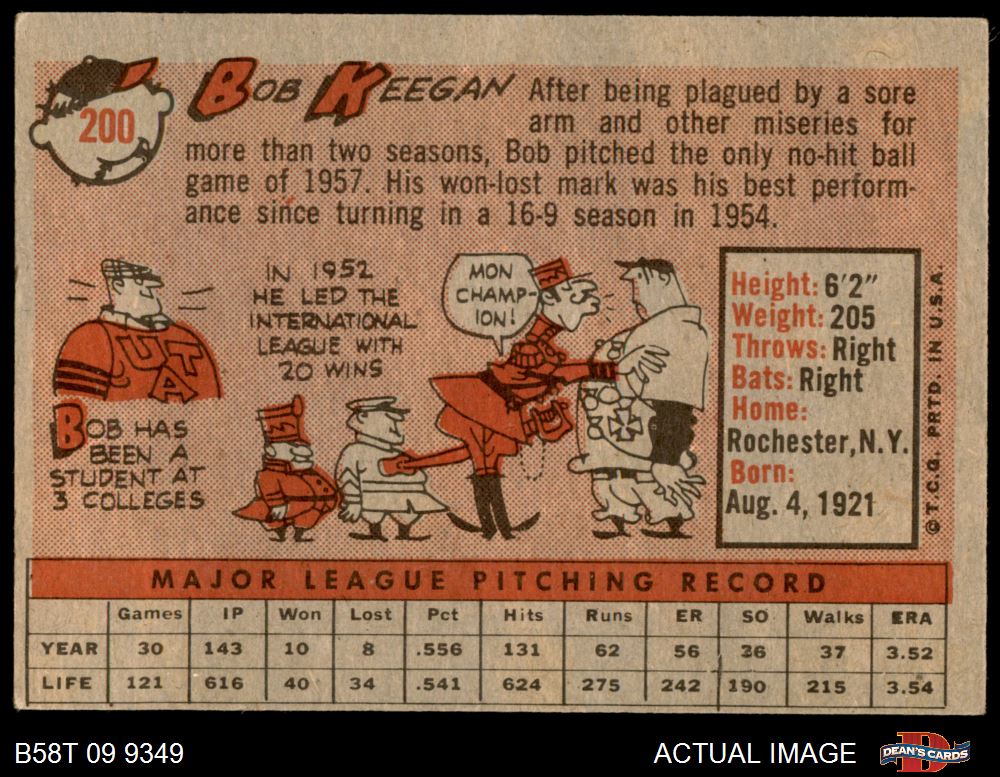 200
BOB KEEGAN
After being plagued by a sore
arm and other miseries for
more than two seasons, Bob pitched the only no-hit ball
game of 1957. His won-lost mark was his best perform-
ance since turning in a 16-9 season in 1954.
UTA
BOB HAS
BEEN A
STUDENT AT
3 COLLEGES
IN 1952
HE LED THE
INTERNATIONAL
LEAGUE WITH
20 WINS
MON
CHAMP-
ION!
Height: 6'2"
Weight: 205
Throws: Right
Bats: Right
Home:
Rochester, N.Y.
Born:
Aug. 4, 1921
©T.C.G. PRTD. IN U.S.A.
MAJOR LEAGUE PITCHING RECORD
Games IP Won Lost Pct Hits Runs ER SO Walks ERA
YEAR 30 143 10 8 .556 131 62 56 36 37 3.52
LIFE 121 616 40 34 .541 624 275 242 190 215 3.54
B58T 09 9349
ACTUAL IMAGE
DEAN'S CARDS